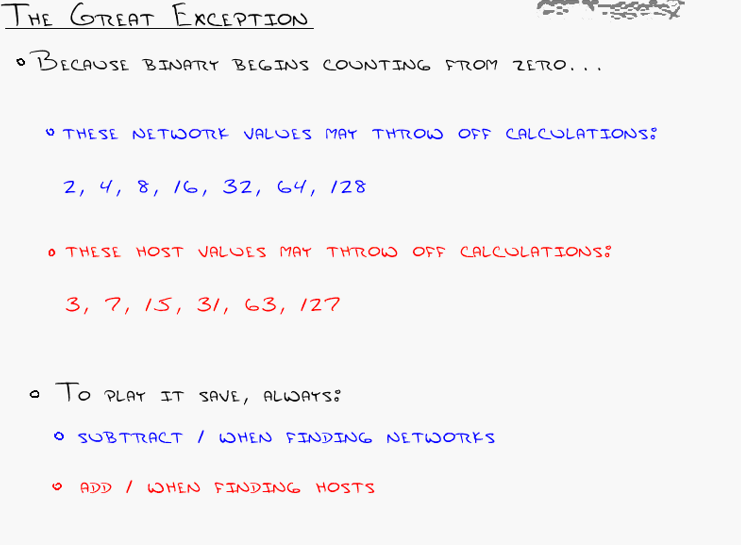 THE GREAT EXCEPTION
BECAUSE BINARY BEGINS COUNTING FROM ZERO...
THESE NETWORK VALUES MAY THROW OFF CALCULATIONS:
2, 4, 8, 16, 32, 64, 128
THESE HOST VALUES MAY THROW OFF CALCULATIONS:
3, 7, 15, 31, 63, 127
TO PLAY IT SAVE, ALWAYS:
SUBTRACT 1 WHEN FINDING NETWORKS
ADD 1 WHEN FINDING HOSTS